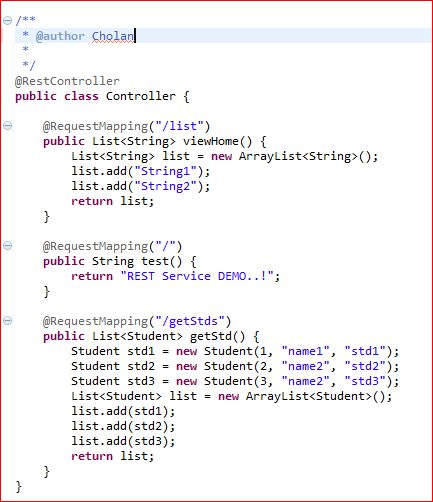 /**
 * @author Cholan
 *
 */
@RestController
public class Controller {
    @RequestMapping("/list")
    public List<String> viewHome() {
        List<String> list = new ArrayList<String>();
        list.add("String1");
        list.add("String2");
        return list;
    }
    @RequestMapping("/")
    public String test() {
        return "REST Service DEMO..!";
    }
    @RequestMapping("/getStds")
    public List<Student> getStd() {
        Student std1 = new Student(1, "name1", "std1");
        Student std2 = new Student(2, "name2", "std2");
        Student std3 = new Student(3, "name2", "std3");
        List<Student> list = new ArrayList<Student>();
        list.add(std1);
        list.add(std2);
        list.add(std3);
        return list;
    }
}